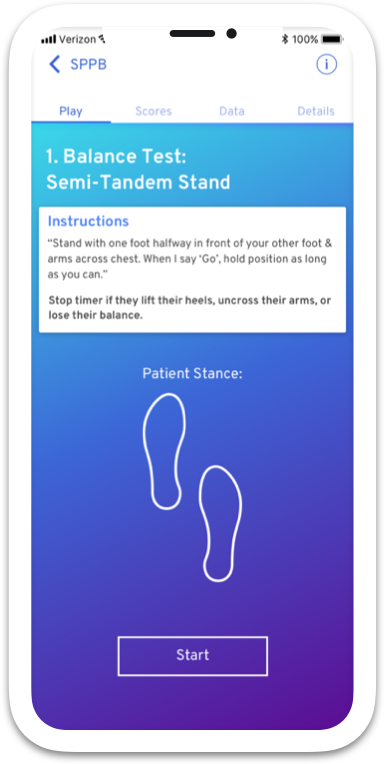 Verizon
100%
SPPB
i
Play Scores Data Details
1. Balance Test:
Semi-Tandem Stand
Instructions
“Stand with one foot halfway in front of your other foot &
arms across chest. When I say ‘Go’, hold position as long
as you can.”
Stop timer if they lift their heels, uncross their arms, or
lose their balance.
Patient Stance:
Start